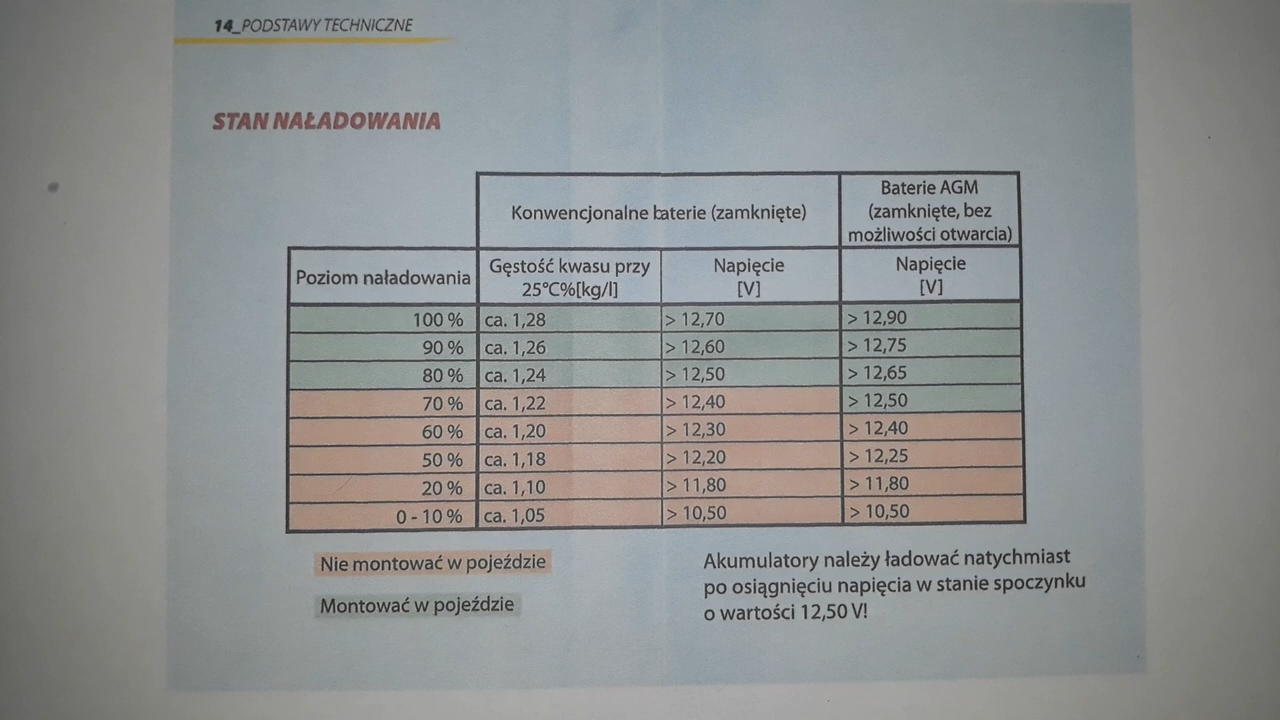 14_PODSTAWY TECHNICZNE
STAN NAŁADOWANIA
Konwencjonalne baterie (zamknięte)
Baterie AGM
(zamknięte, bez
możliwości otwarcia)
Poziom naładowania
Gęstość kwasu przy
25°C%[kg/l]
Napięcie
[V]
Napięcie
[V]
100 % ca. 1,28 > 12,70 > 12,90
90 % ca. 1,26 > 12,60 > 12,75
80 % ca. 1,24 > 12,50 > 12,65
70 % ca. 1,22 > 12,40 > 12,50
60 % ca. 1,20 > 12,30 > 12,40
50 % ca. 1,18 > 12,20 > 12,25
20 % ca. 1,10 > 11,80 > 11,80
0 - 10 % ca. 1,05 > 10,50 > 10,50
Nie montować w pojeździe
Montować w pojeździe
Akumulatory należy ładować natychmiast
po osiągnięciu napięcia w stanie spoczynku
o wartości 12,50 V!